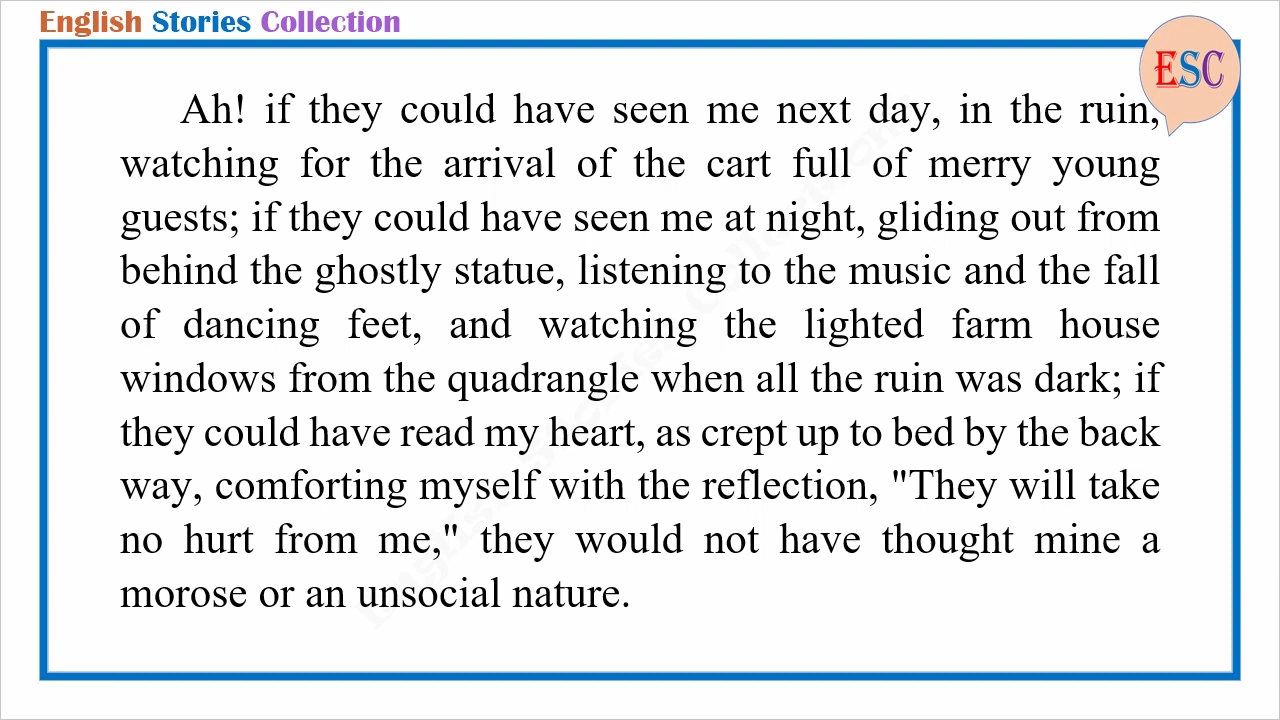 English Stories Collection
ESC
Ah! if they could have seen me next day, in the ruin,
watching for the arrival of the cart full of merry young
guests; if they could have seen me at night, gliding out from
behind the ghostly statue, listening to the music and the fall
of dancing feet, and watching the lighted farm house
windows from the quadrangle when all the ruin was dark; if
they could have read my heart, as crept up to bed by the back
way, comforting myself with the reflection, "They will take
no hurt from me," they would not have thought mine a
morose or an unsocial nature.
English Stories Collection